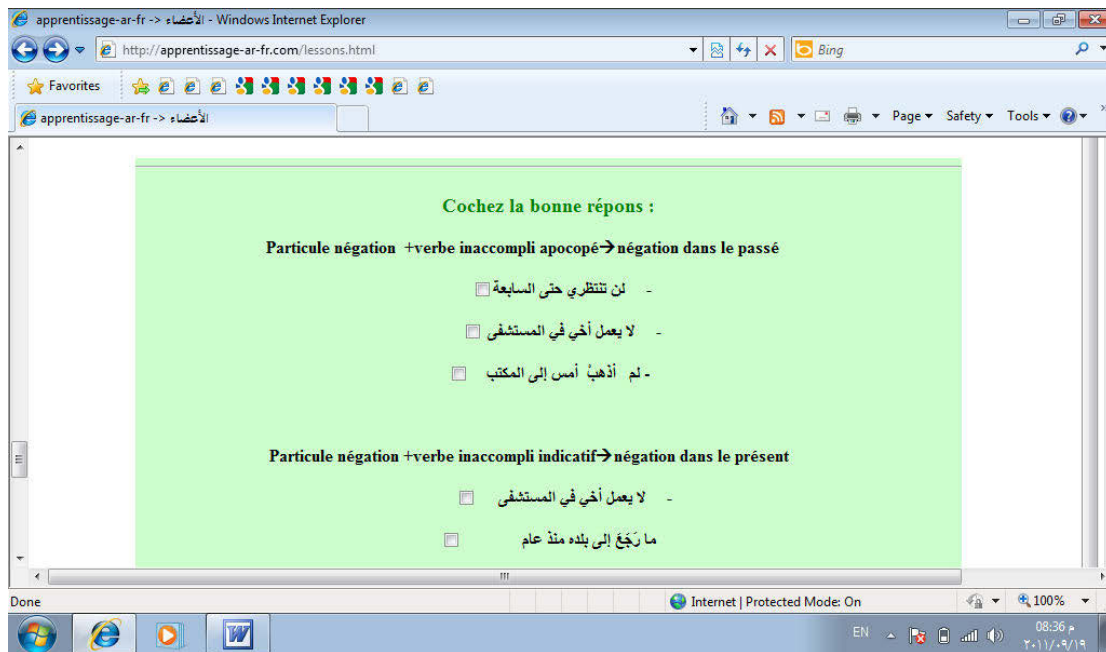 apprentissage-ar-fr -> الأعضاء - Windows Internet Explorer
http://apprentissage-ar-fr.com/lessons.html
Bing
Favorites
apprentissage-ar-fr -> الأعضاء
Page Safety Tools
Cochez la bonne répons :
Particule négation +verbe inaccompli apocopé→négation dans le passé
- لن تنتظري حتى السابعة
- لا يعمل أخي في المستشفى
- لم أذهبْ أمس إلى المكتب
Particule négation +verbe inaccompli indicatif→négation dans le présent
- لا يعمل أخي في المستشفى
ما رَجَعَ إلى بلده منذ عام
Done
Internet | Protected Mode: On
100%
EN
08:36 م
٢٠١١/٠٩/١٩